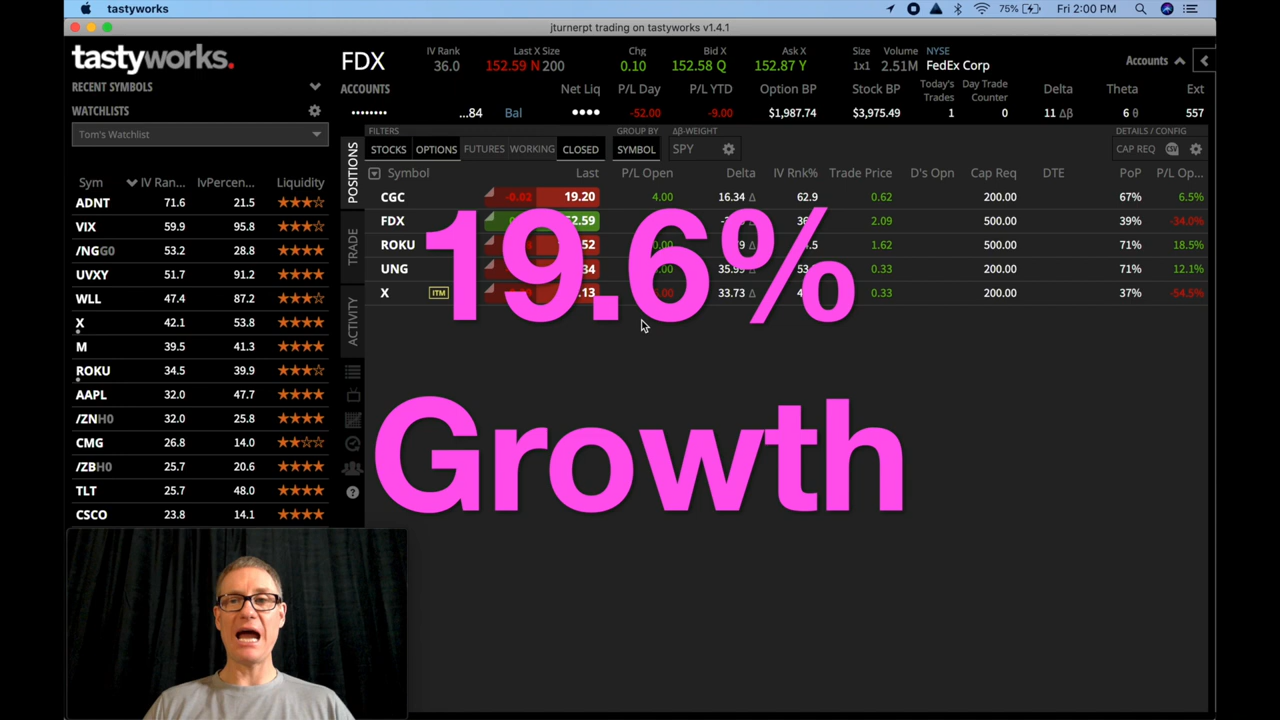 tastyworks
75%
Fri 2:00 PM
jturnerpt trading on tastyworks v1.4.1
tastyworks.
RECENT SYMBOLS
WATCHLISTS
Tom's Watchlist
Sym IV Ran... IvPercen... Liquidity
ADNT 71.6 21.5
VIX 59.9 95.8
/NGG0 53.2 28.8
UVXY 51.7 91.2
WLL 47.4 87.2
X 42.1 53.8
M 39.5 41.3
ROKU 34.5 39.9
AAPL 32.0 47.7
/ZNH0 32.0 25.8
CMG 26.8 14.0
/ZBH0 25.7 20.6
TLT 25.7 48.0
CSCO 23.8 14.1
FDX
IV Rank Last X Size Chg Bid X Ask X Size Volume NYSE
36.0 152.59 N 200 0.10 152.58 Q 152.87 Y 1x1 2.51M FedEx Corp
Accounts
ACCOUNTS Net Liq P/L Day P/L YTD Option BP Stock BP Today's Trades Day Trade Counter Delta Theta Ext
•••••••• ...84 Bal •••• -52.00 -9.00 $1,987.74 $3,975.49 1 0 11 Δβ 6 θ 557
FILTERS GROUP BY Δβ-WEIGHT DETAILS / CONFIG
STOCKS OPTIONS FUTURES WORKING CLOSED SYMBOL SPY CAP REQ CSV
POSITIONS
TRADE
ACTIVITY
Symbol Last P/L Open Delta IV Rnk% Trade Price D's Opn Cap Req DTE PoP P/L Op...
CGC -0.02 19.20 4.00 16.34 Δ 62.9 0.62 200.00 67% 6.5%
FDX 2.09 500.00 39% -34.0%
ROKU 1.62 500.00 71% 18.5%
UNG 0.33 200.00 71% 12.1%
X ITM 33.73 Δ 0.33 200.00 37% -54.5%
19.6%
Growth